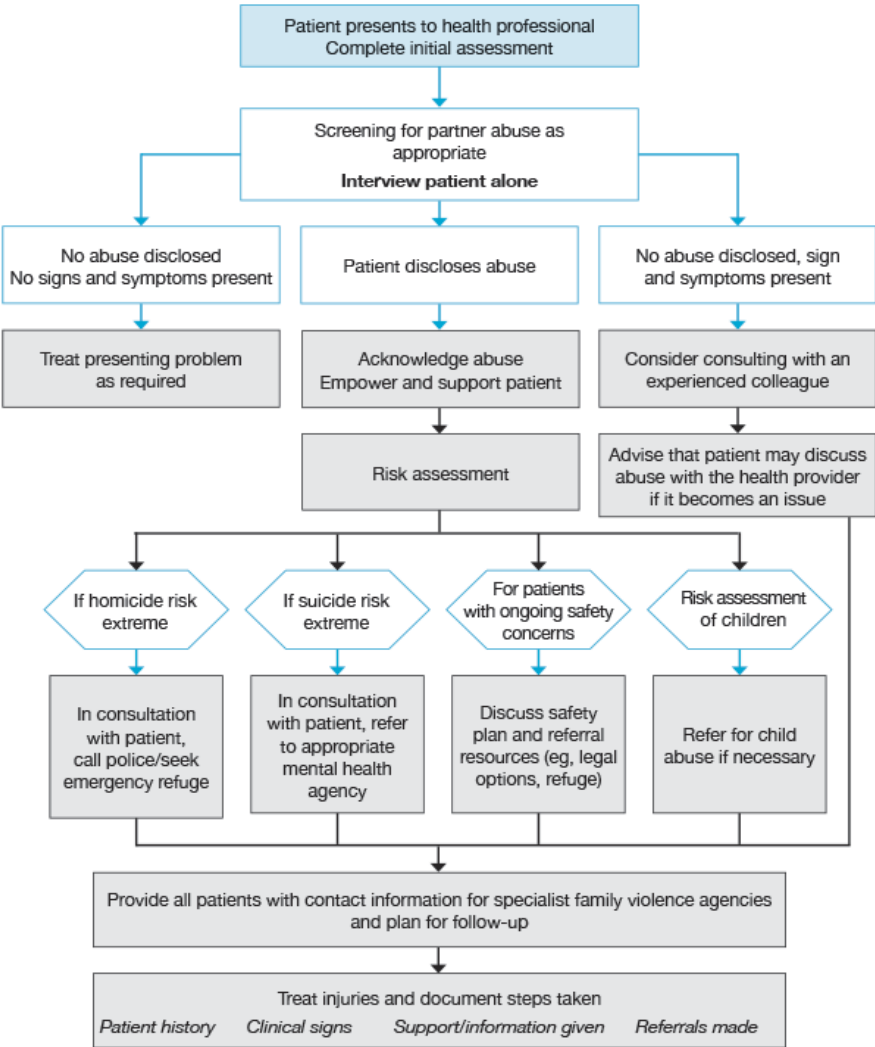 Patient presents to health professional
Complete initial assessment
Screening for partner abuse as
appropriate
Interview patient alone
No abuse disclosed
No signs and symptoms present
Patient discloses abuse
No abuse disclosed, sign
and symptoms present
Treat presenting problem
as required
Acknowledge abuse
Empower and support patient
Consider consulting with an
experienced colleague
Risk assessment
Advise that patient may discuss
abuse with the health provider
if it becomes an issue
If homicide risk
extreme
If suicide risk
extreme
For patients
with ongoing safety
concerns
Risk assessment
of children
In consultation
with patient,
call police/seek
emergency refuge
In consultation
with patient, refer
to appropriate
mental health
agency
Discuss safety
plan and referral
resources (eg, legal
options, refuge)
Refer for child
abuse if necessary
Provide all patients with contact information for specialist family violence agencies
and plan for follow-up
Treat injuries and document steps taken
Patient history Clinical signs Support/information given Referrals made